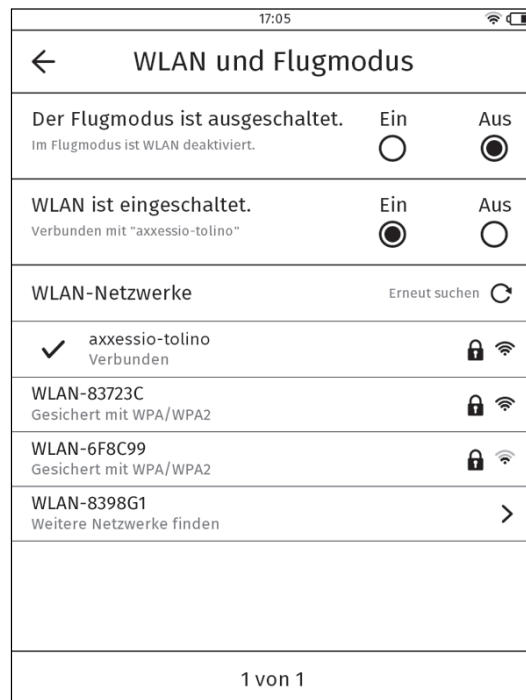 17:05
WLAN und Flugmodus
Der Flugmodus ist ausgeschaltet. Ein Aus
Im Flugmodus ist WLAN deaktiviert.
WLAN ist eingeschaltet. Ein Aus
Verbunden mit "axxessio-tolino"
WLAN-Netzwerke Erneut suchen
axxessio-tolino
Verbunden
WLAN-83723C
Gesichert mit WPA/WPA2
WLAN-6F8C99
Gesichert mit WPA/WPA2
WLAN-8398G1
Weitere Netzwerke finden
1 von 1